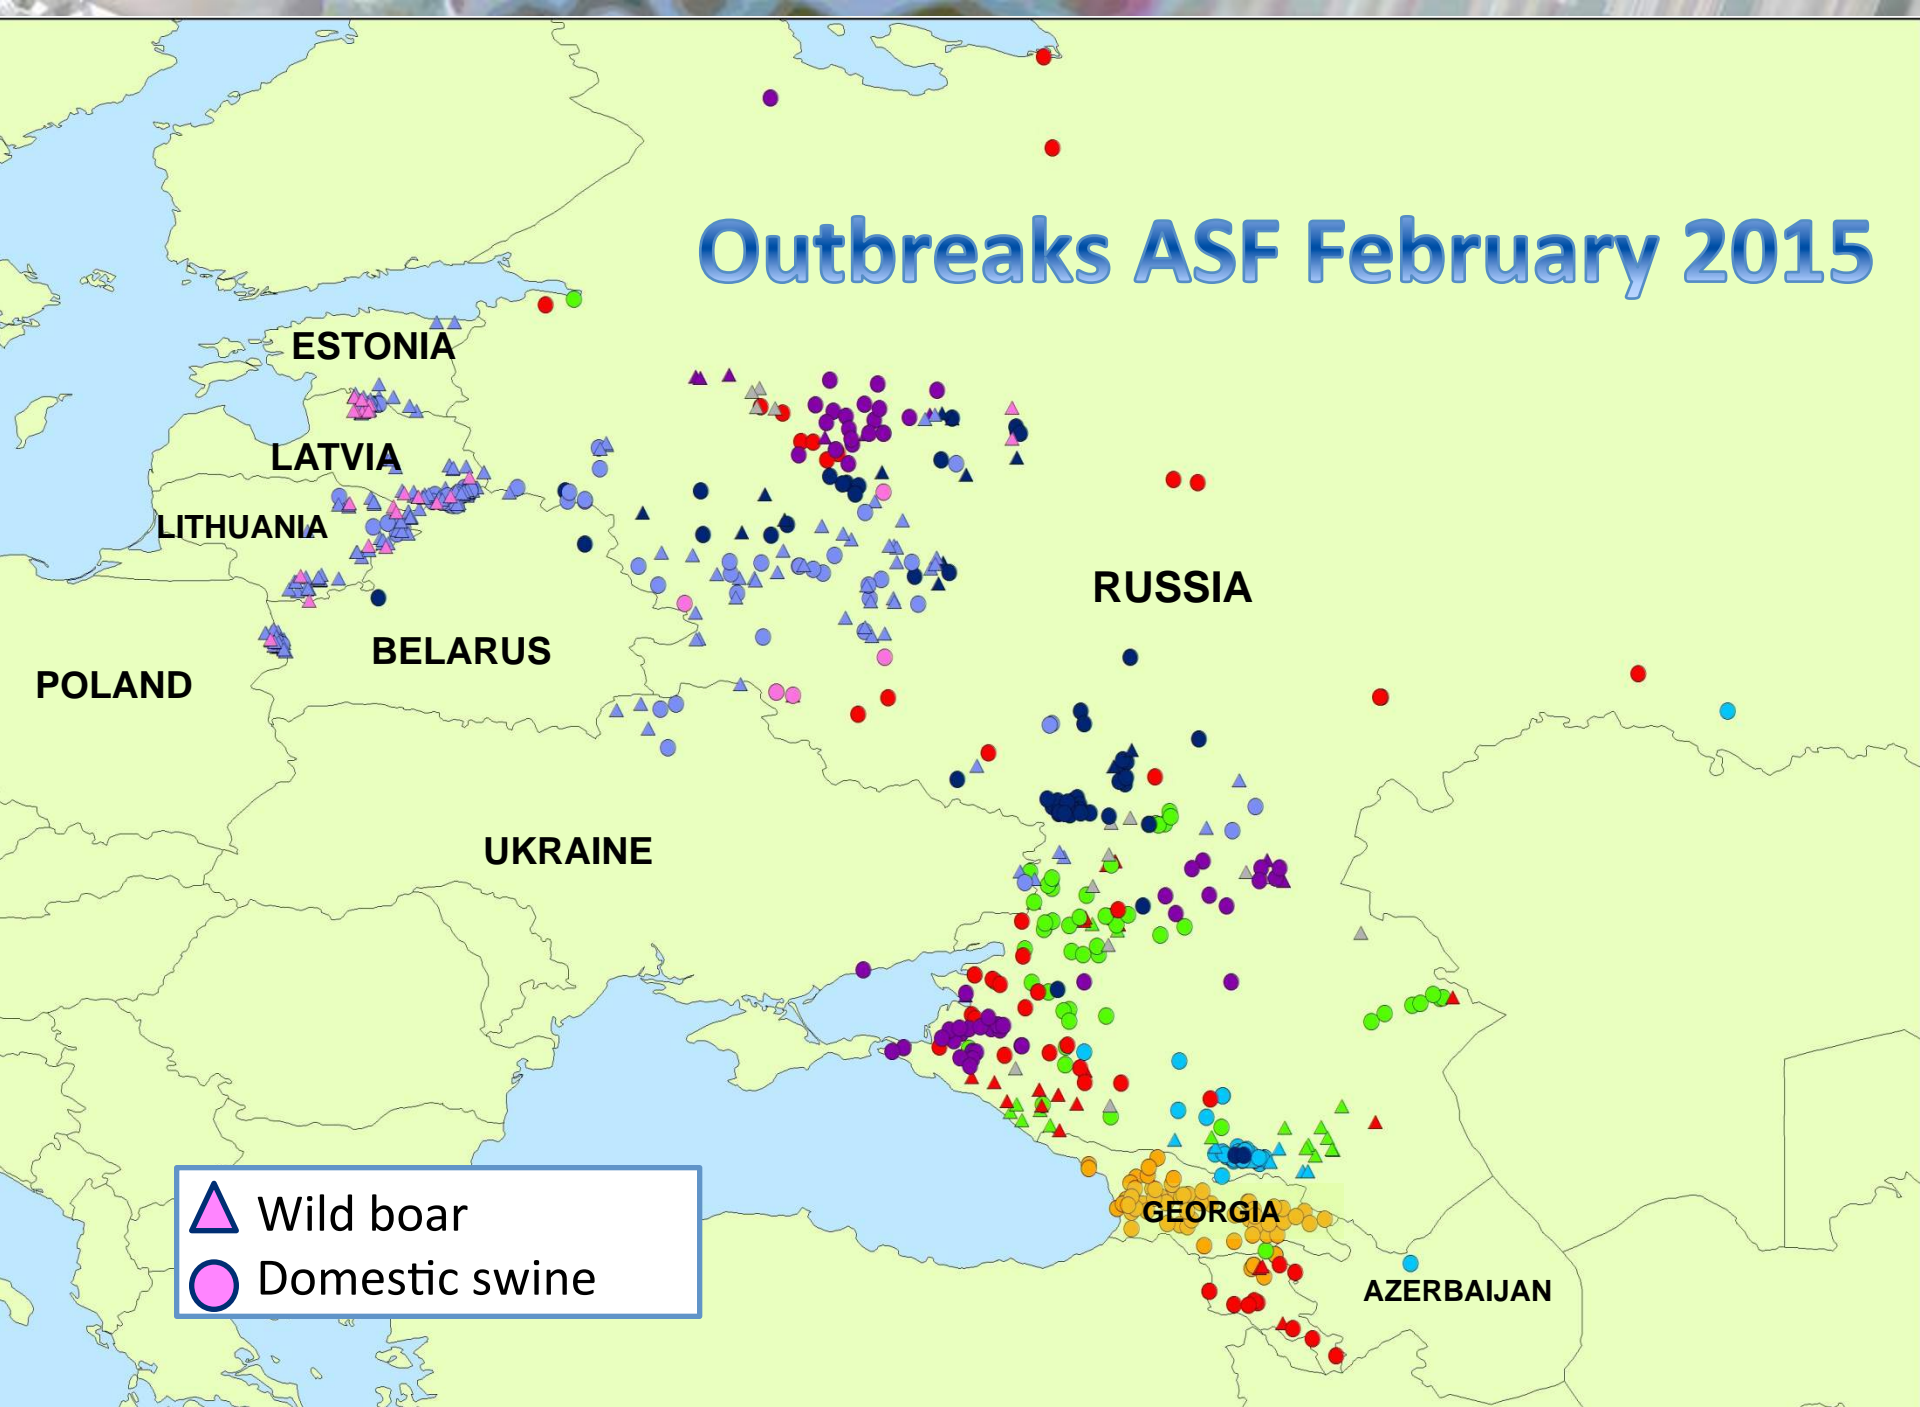 Outbreaks ASF February 2015
ESTONIA
LATVIA
LITHUANIA
RUSSIA
BELARUS
POLAND
UKRAINE
GEORGIA
AZERBAIJAN
Wild boar
Domestic swine